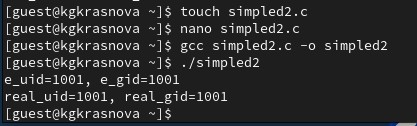 [guest@kgkrasnova ~]$ touch simpled2.c
[guest@kgkrasnova ~]$ nano simpled2.c
[guest@kgkrasnova ~]$ gcc simpled2.c -o simpled2
[guest@kgkrasnova ~]$ ./simpled2
e_uid=1001, e_gid=1001
real_uid=1001, real_gid=1001
[guest@kgkrasnova ~]$